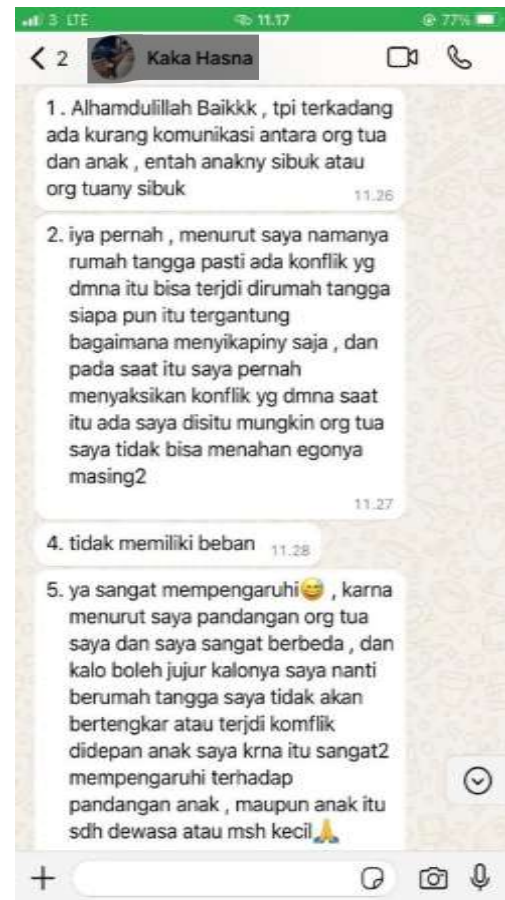 3 LTE 11.17 77%
2 Kaka Hasna
1. Alhamdulillah Baikkk , tpi terkadang
ada kurang komunikasi antara org tua
dan anak , entah anakny sibuk atau
org tuany sibuk
11.26
2. iya pernah , menurut saya namanya
rumah tangga pasti ada konflik yg
dmna itu bisa terjdi dirumah tangga
siapa pun itu tergantung
bagaimana menyikapiny saja , dan
pada saat itu saya pernah
menyaksikan konflik yg dmna saat
itu ada saya disitu mungkin org tua
saya tidak bisa menahan egonya
masing2
11.27
4. tidak memiliki beban 11.28
5. ya sangat mempengaruhi😅 , karna
menurut saya pandangan org tua
saya dan saya sangat berbeda , dan
kalo boleh jujur kalonya saya nanti
berumah tangga saya tidak akan
bertengkar atau terjdi komflik
didepan anak saya krna itu sangat2
mempengaruhi terhadap
pandangan anak , maupun anak itu
sdh dewasa atau msh kecil🙏